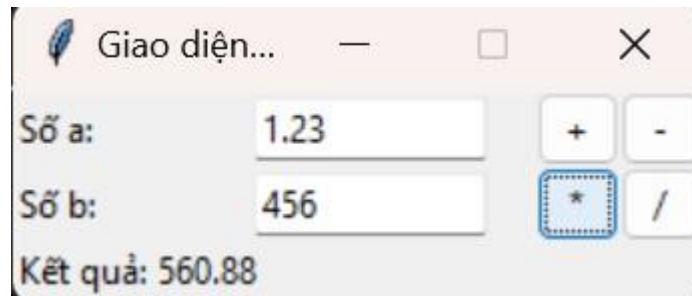 Giao diện...
Số a: 1.23 + -
Số b: 456 * /
Kết quả: 560.88